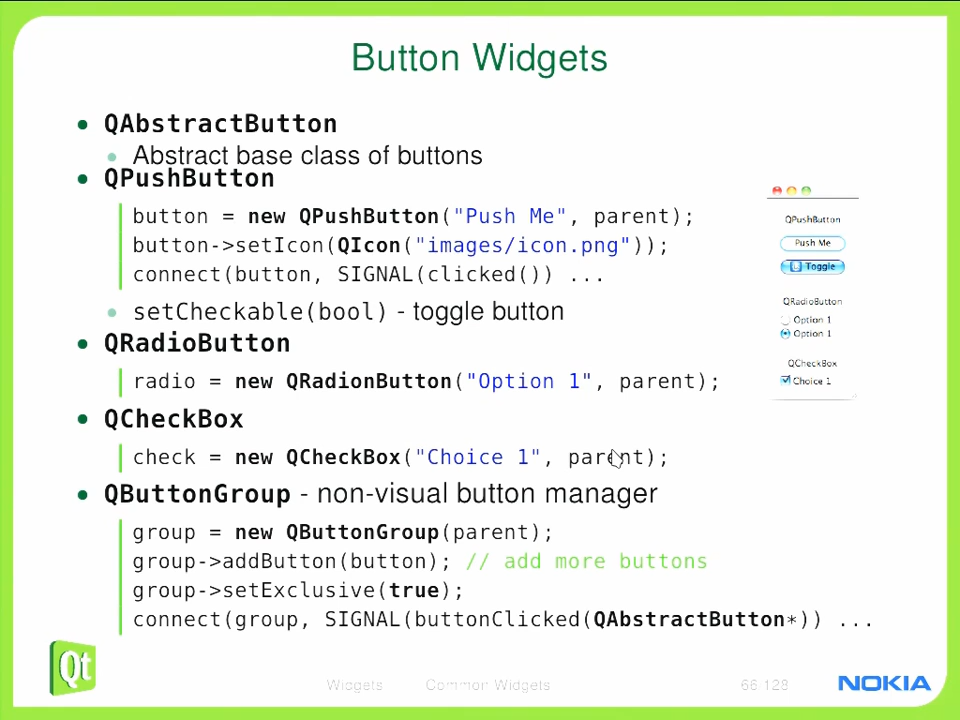 Button Widgets
QAbstractButton
Abstract base class of buttons
QPushButton
button = new QPushButton("Push Me", parent);
button->setIcon(QIcon("images/icon.png"));
connect(button, SIGNAL(clicked()) ...
setCheckable(bool) - toggle button
QRadioButton
radio = new QRadionButton("Option 1", parent);
QCheckBox
check = new QCheckBox("Choice 1", parent);
QButtonGroup - non-visual button manager
group = new QButtonGroup(parent);
group->addButton(button); // add more buttons
group->setExclusive(true);
connect(group, SIGNAL(buttonClicked(QAbstractButton*)) ...
QPushButton
Push Me
Toggle
QRadioButton
Option 1
Option 1
QCheckBox
Choice 1
Qt
Widgets Common Widgets 66 128
NOKIA